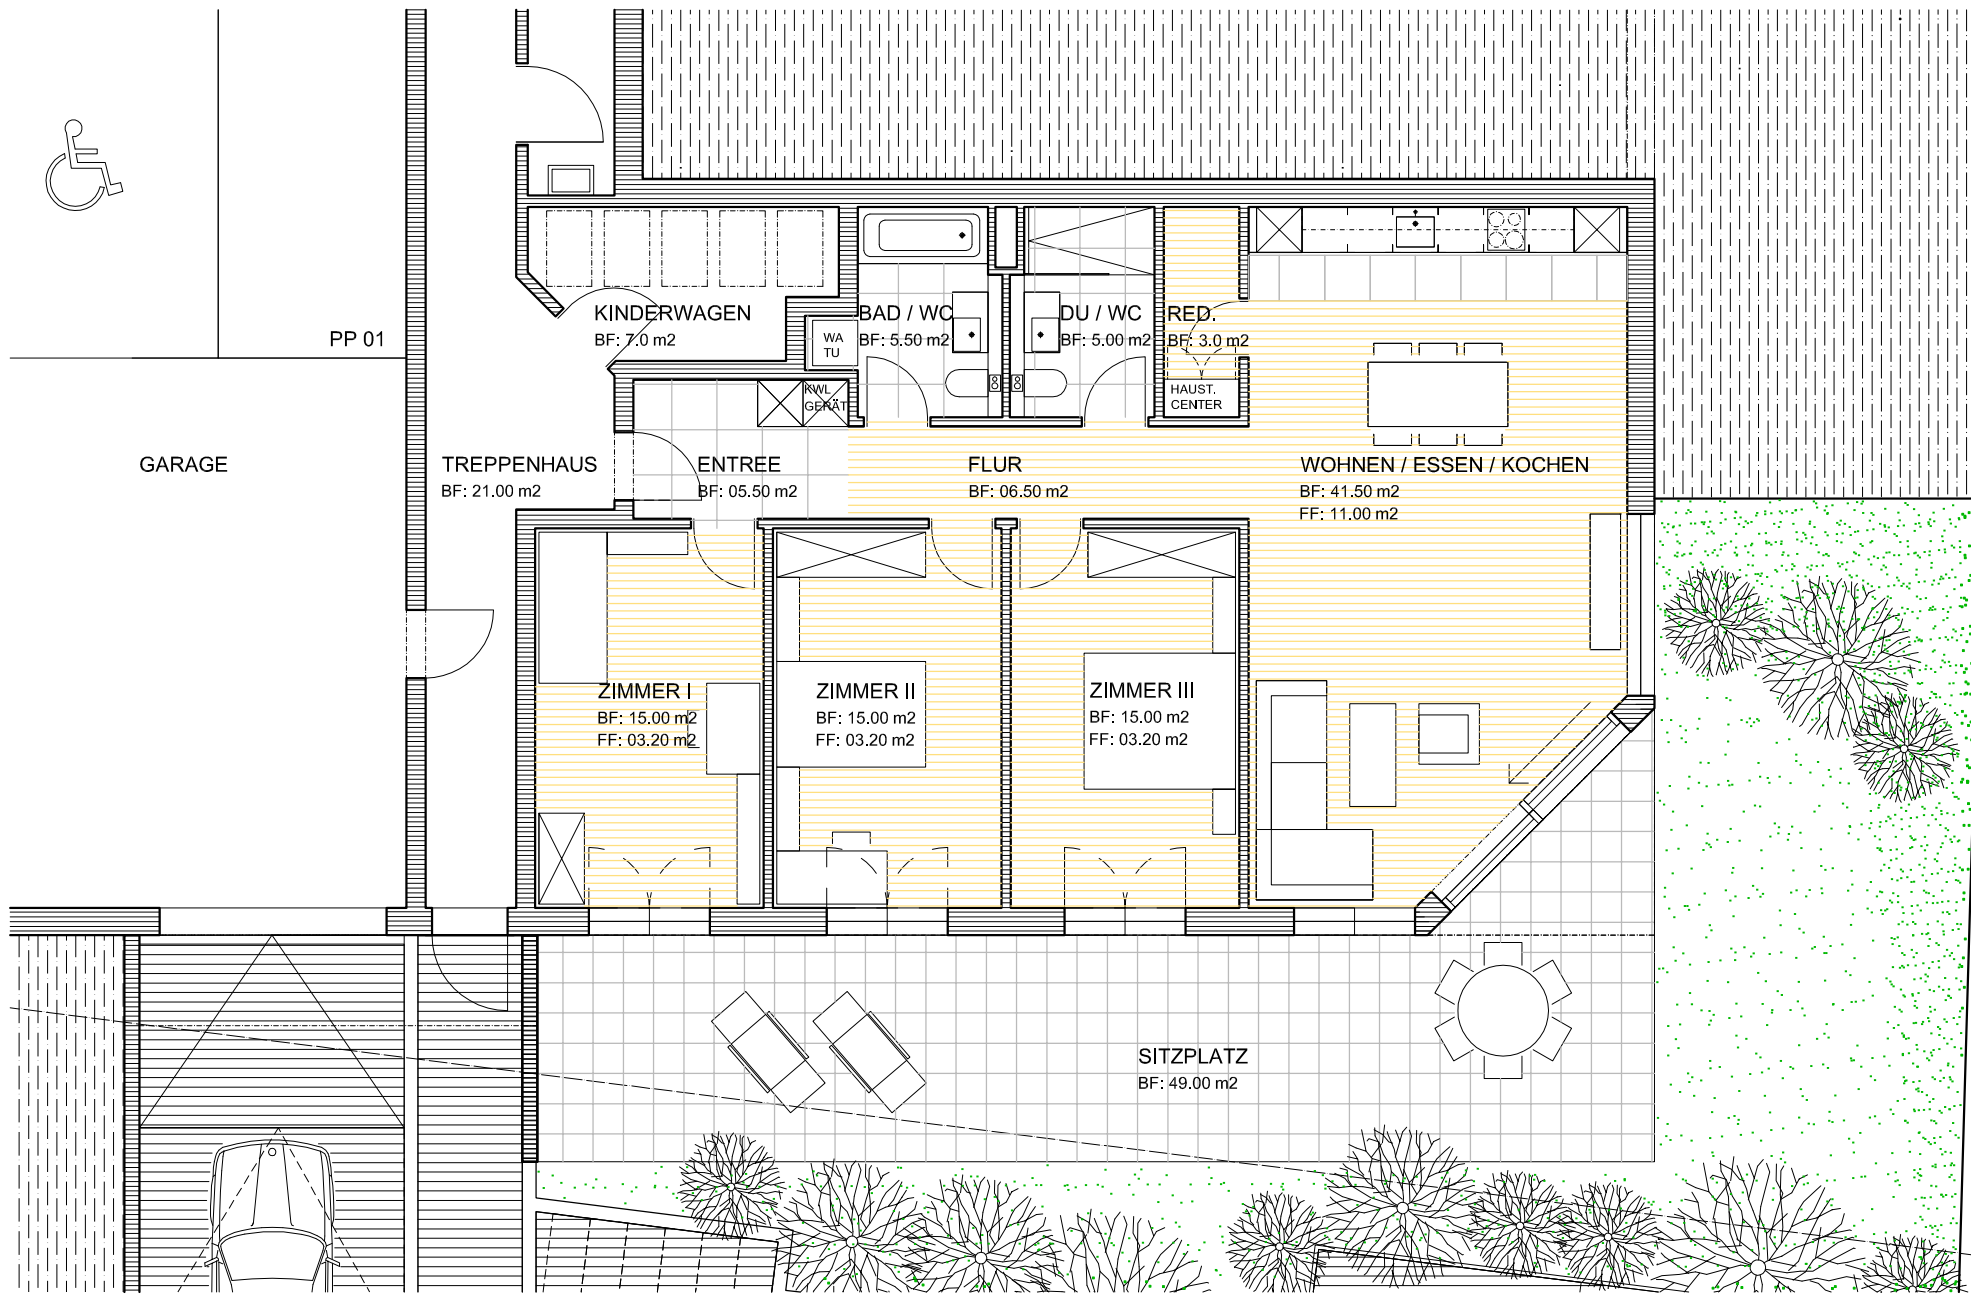 PP 01
KINDERWAGEN
BF: 7.0 m2
WA
TU
BAD / WC
BF: 5.50 m2
DU / WC
BF: 5.00 m2
RED.
BF: 3.0 m2
HAUST.
CENTER
KWL
GERÄT
GARAGE
TREPPENHAUS
BF: 21.00 m2
ENTREE
BF: 05.50 m2
FLUR
BF: 06.50 m2
WOHNEN / ESSEN / KOCHEN
BF: 41.50 m2
FF: 11.00 m2
ZIMMER I
BF: 15.00 m2
FF: 03.20 m2
ZIMMER II
BF: 15.00 m2
FF: 03.20 m2
ZIMMER III
BF: 15.00 m2
FF: 03.20 m2
SITZPLATZ
BF: 49.00 m2